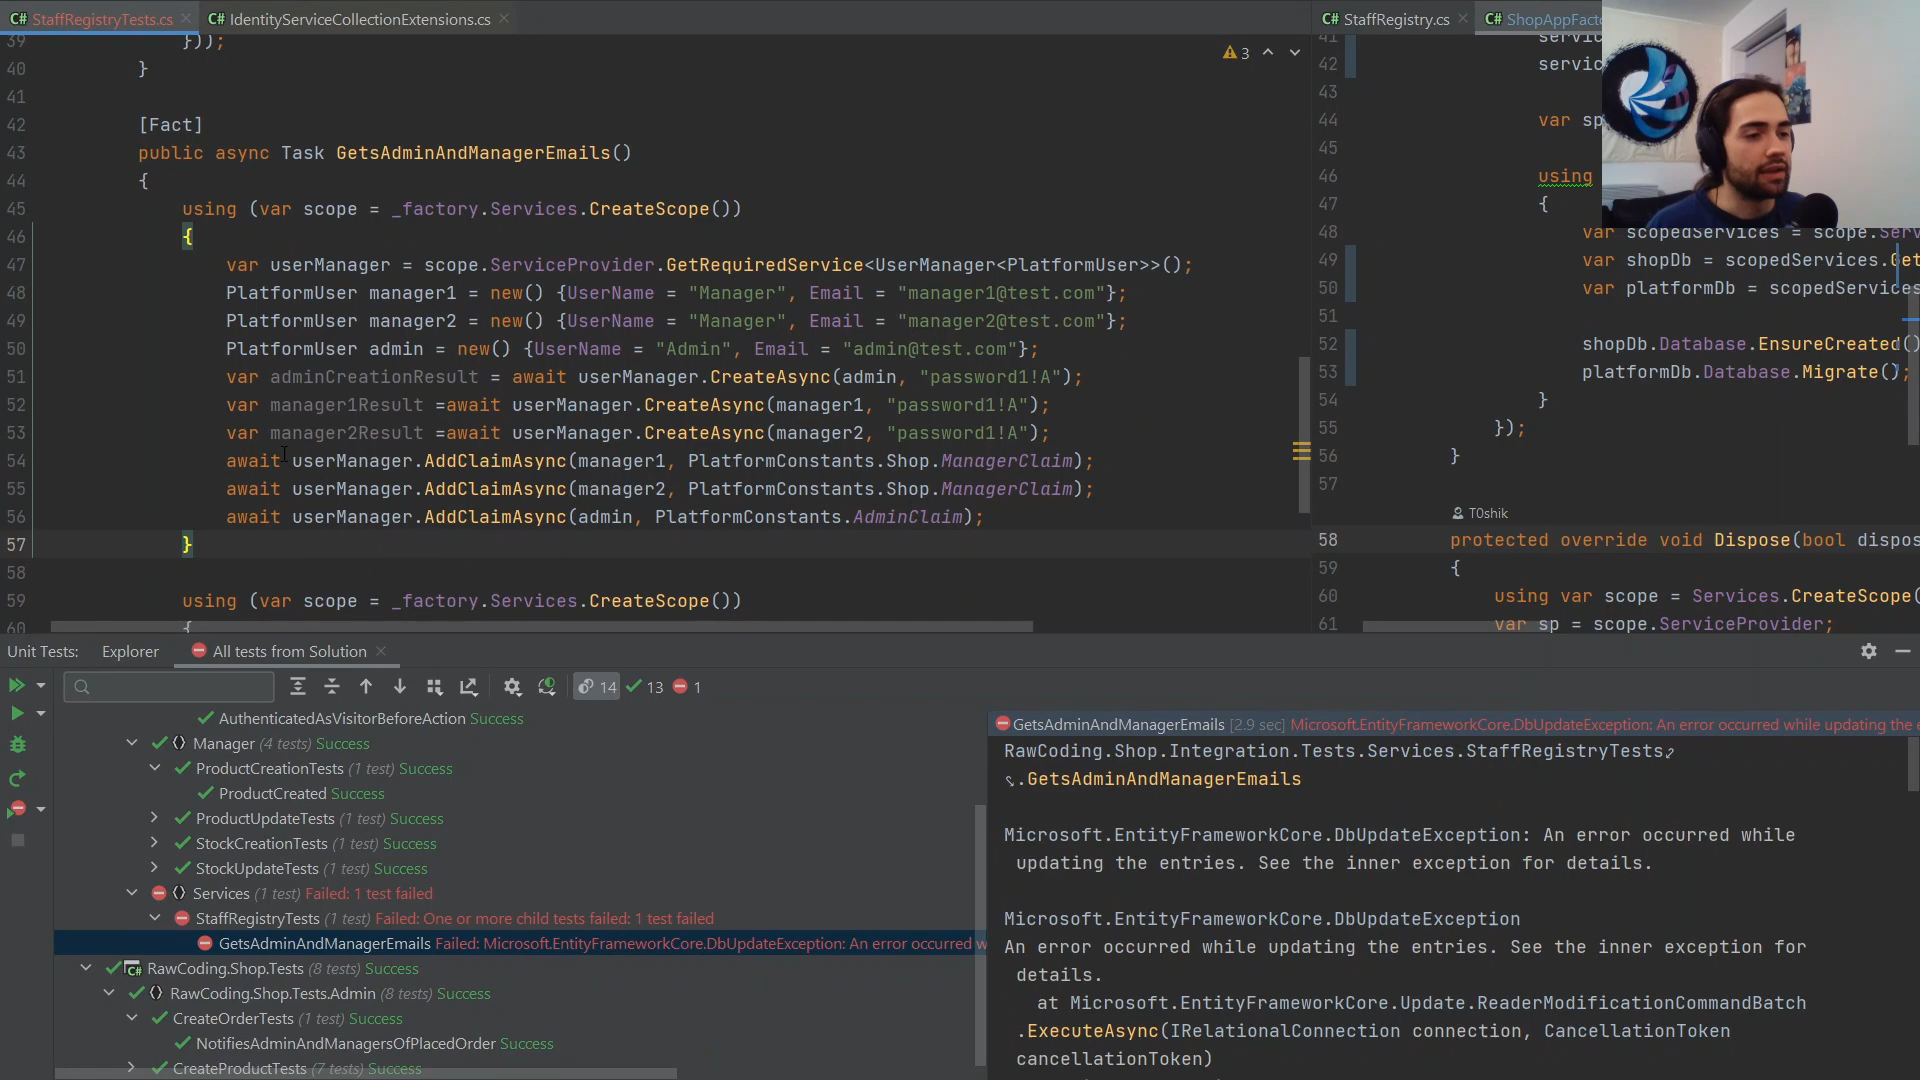 C# StaffRegistryTests.cs
C# IdentityServiceCollectionExtensions.cs
C# StaffRegistry.cs
C# ShopAppFacto
39 }));
40 }
41
42 [Fact]
43 public async Task GetsAdminAndManagerEmails()
44 {
45 using (var scope = _factory.Services.CreateScope())
46 {
47 var userManager = scope.ServiceProvider.GetRequiredService<UserManager<PlatformUser>>();
48 PlatformUser manager1 = new() {UserName = "Manager", Email = "manager1@test.com"};
49 PlatformUser manager2 = new() {UserName = "Manager", Email = "manager2@test.com"};
50 PlatformUser admin = new() {UserName = "Admin", Email = "admin@test.com"};
51 var adminCreationResult = await userManager.CreateAsync(admin, "password1!A");
52 var manager1Result =await userManager.CreateAsync(manager1, "password1!A");
53 var manager2Result =await userManager.CreateAsync(manager2, "password1!A");
54 await userManager.AddClaimAsync(manager1, PlatformConstants.Shop.ManagerClaim);
55 await userManager.AddClaimAsync(manager2, PlatformConstants.Shop.ManagerClaim);
56 await userManager.AddClaimAsync(admin, PlatformConstants.AdminClaim);
57 }
58
59 using (var scope = _factory.Services.CreateScope())
60 {
3
41 servic
42 servic
43
44 var sp
45
46 using
47 {
48 var scopedServices = scope.Serv
49 var shopDb = scopedServices.Get
50 var platformDb = scopedServices
51
52 shopDb.Database.EnsureCreated()
53 platformDb.Database.Migrate();
54 }
55 });
56 }
57
T0shik
58 protected override void Dispose(bool dispos
59 {
60 using var scope = Services.CreateScope(
61 var sp = scope.ServiceProvider;
Unit Tests: Explorer All tests from Solution
14 13 1
AuthenticatedAsVisitorBeforeAction Success
Manager (4 tests) Success
ProductCreationTests (1 test) Success
ProductCreated Success
ProductUpdateTests (1 test) Success
StockCreationTests (1 test) Success
StockUpdateTests (1 test) Success
Services (1 test) Failed: 1 test failed
StaffRegistryTests (1 test) Failed: One or more child tests failed: 1 test failed
GetsAdminAndManagerEmails Failed: Microsoft.EntityFrameworkCore.DbUpdateException: An error occurred w
C# RawCoding.Shop.Tests (8 tests) Success
RawCoding.Shop.Tests.Admin (8 tests) Success
CreateOrderTests (1 test) Success
NotifiesAdminAndManagersOfPlacedOrder Success
CreateProductTests (7 tests) Success
GetsAdminAndManagerEmails [2.9 sec] Microsoft.EntityFrameworkCore.DbUpdateException: An error occurred while updating the e
RawCoding.Shop.Integration.Tests.Services.StaffRegistryTests
.GetsAdminAndManagerEmails
Microsoft.EntityFrameworkCore.DbUpdateException: An error occurred while
updating the entries. See the inner exception for details.
Microsoft.EntityFrameworkCore.DbUpdateException
An error occurred while updating the entries. See the inner exception for
details.
at Microsoft.EntityFrameworkCore.Update.ReaderModificationCommandBatch
.ExecuteAsync(IRelationalConnection connection, CancellationToken
cancellationToken)